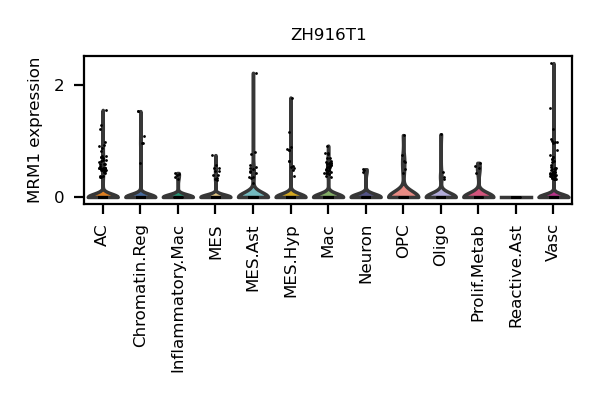 ZH916T1
MRM1 expression
2
0
AC
Chromatin.Reg
Inflammatory.Mac
MES
MES.Ast
MES.Hyp
Mac
Neuron
OPC
Oligo
Prolif.Metab
Reactive.Ast
Vasc